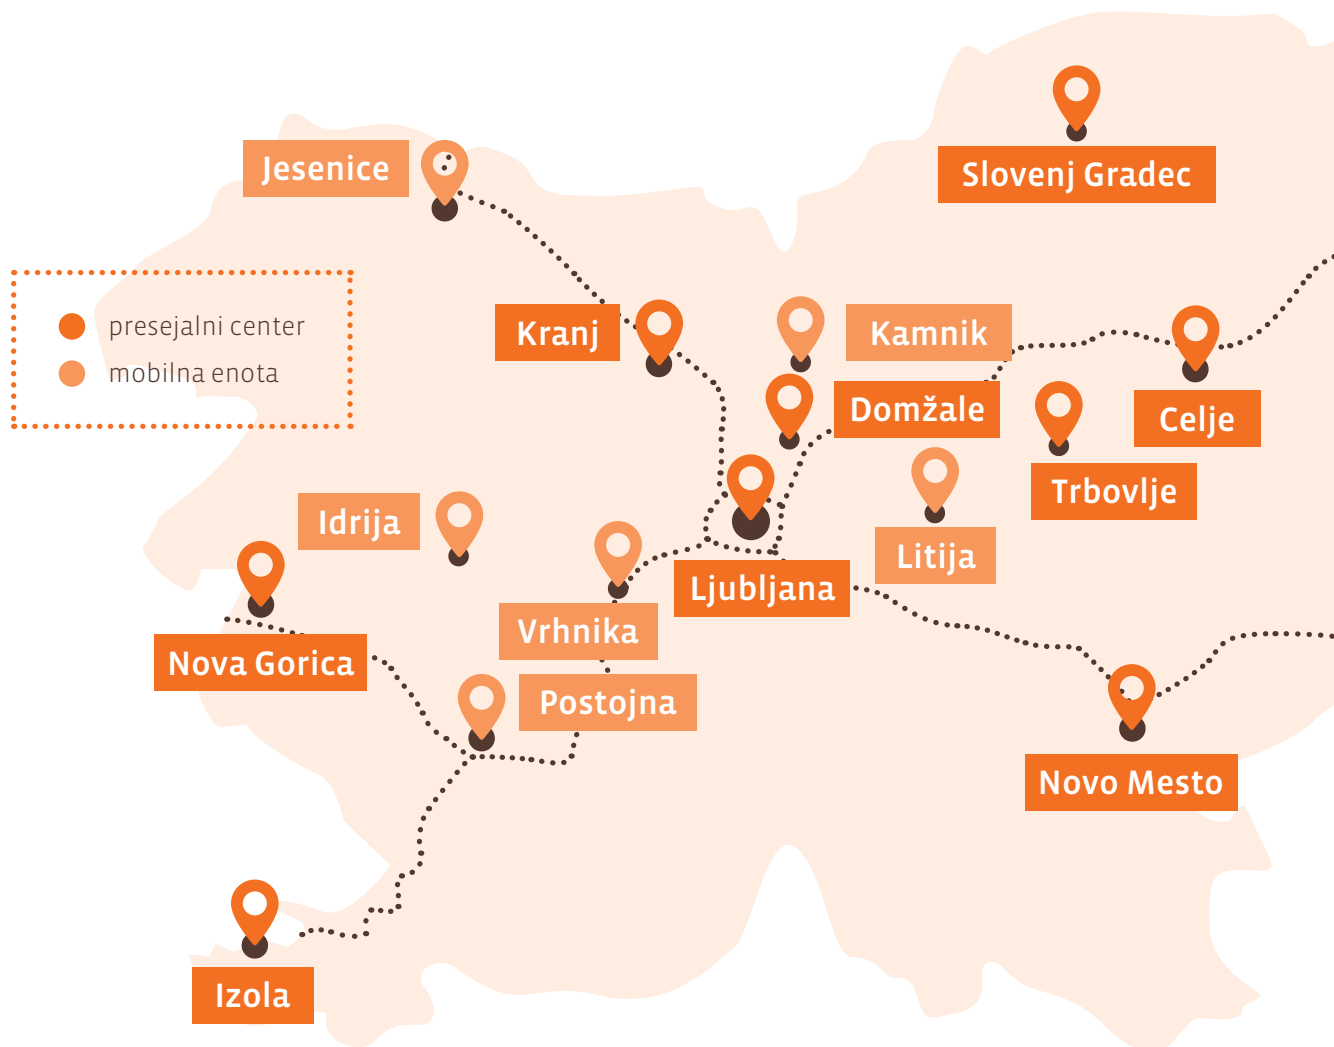 Jesenice
Slovenj Gradec
presejalni center
mobilna enota
Kranj
Kamnik
Domžale
Celje
Trbovlje
Idrija
Litija
Ljubljana
Vrhnika
Nova Gorica
Postojna
Novo Mesto
Izola